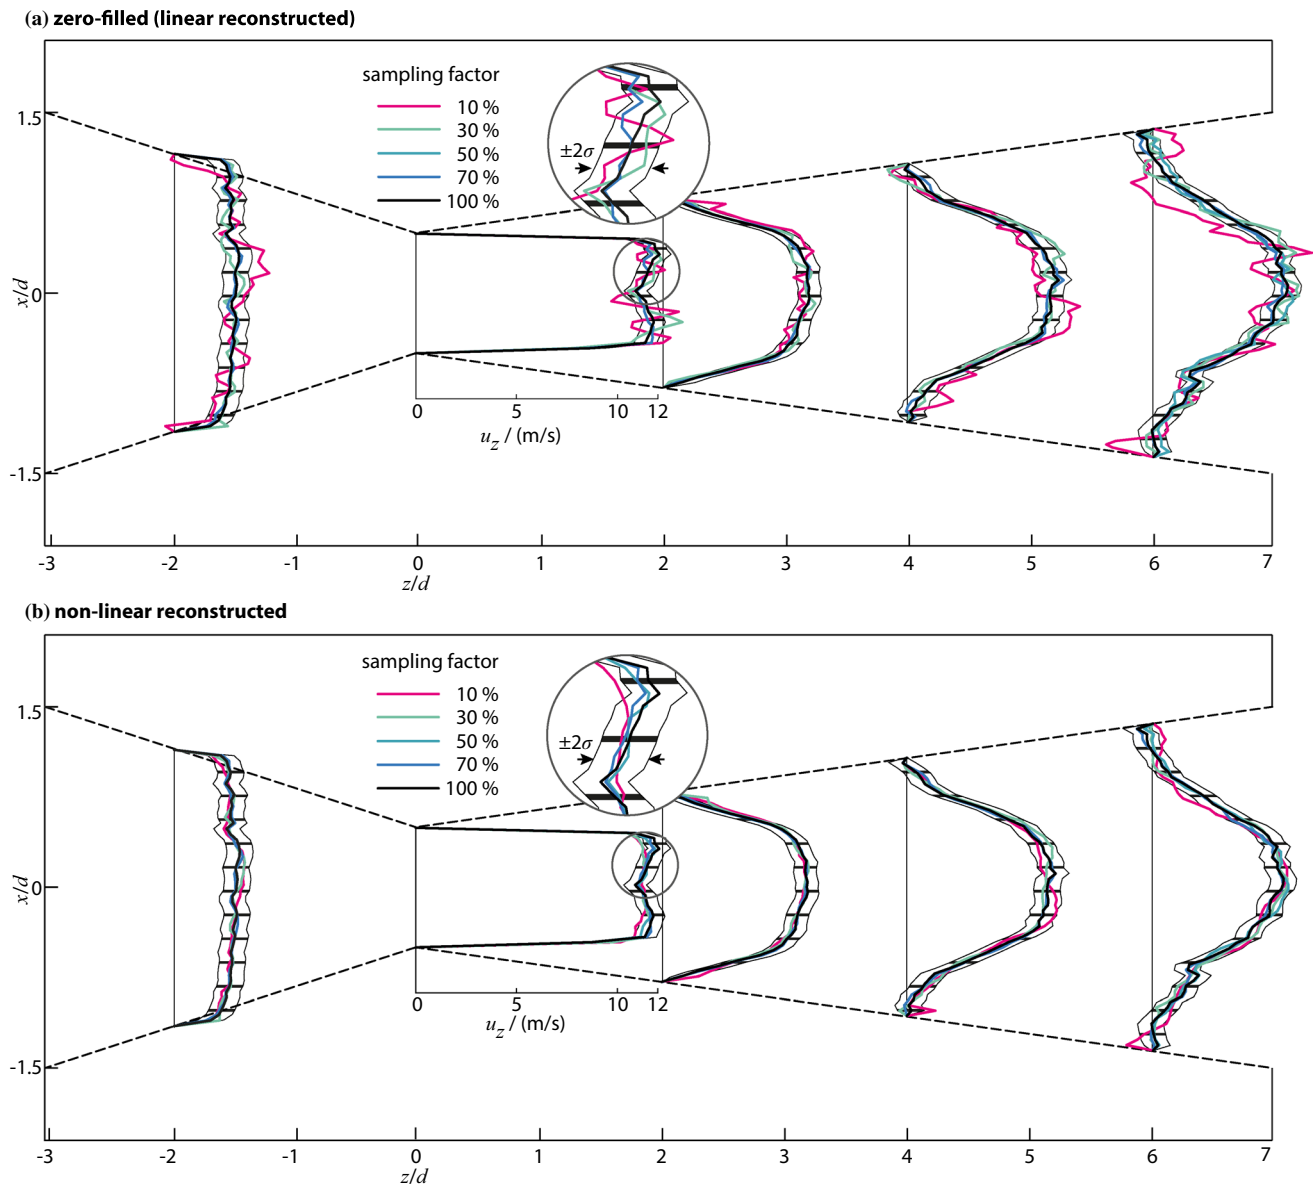 (a) zero-filled (linear reconstructed)
sampling factor
10 %
30 %
50 %
70 %
100 %
±2σ
1.5
0
-1.5
x/d
0 5 10 12
u_z / (m/s)
-3 -2 -1 0 1 2 3 4 5 6 7
z/d
(b) non-linear reconstructed
sampling factor
10 %
30 %
50 %
70 %
100 %
±2σ
1.5
0
-1.5
x/d
0 5 10 12
u_z / (m/s)
-3 -2 -1 0 1 2 3 4 5 6 7
z/d